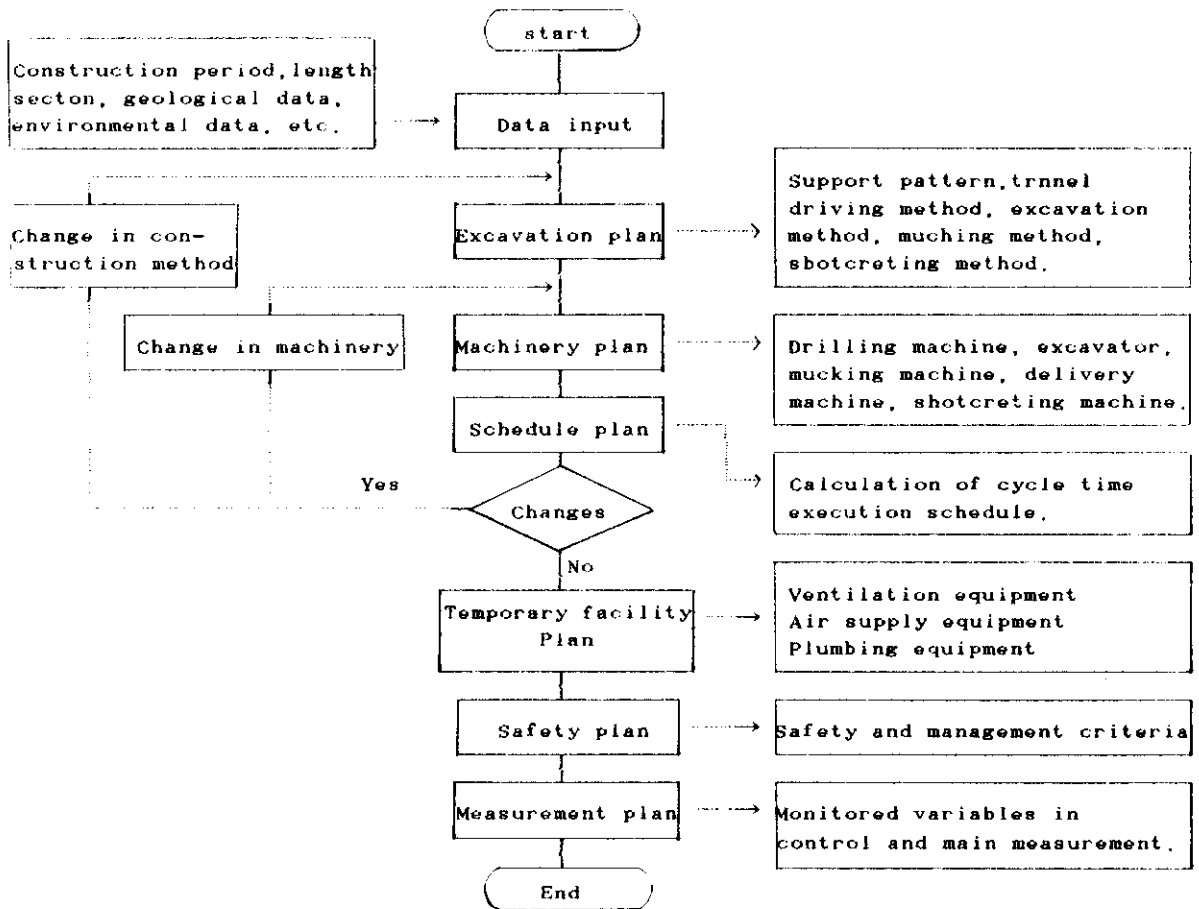 start
Construction period,length
secton, geological data,
environmental data, etc.
Data input
Support pattern,trnnel
driving method, excavation
method, muching method,
sbotcreting method.
Change in con-
struction method
Excavation plan
Change in machinery
Machinery plan
Drilling machine, excavator,
mucking machine, delivery
machine, shotcreting machine.
Schedule plan
Yes
Changes
Calculation of cycle time
execution schedule.
No
Temporary facility
Plan
Ventilation equipment
Air supply equipment
Plumbing equipment
Safety plan
Safety and management criteria
Measurement plan
Monitored variables in
control and main measurement.
End